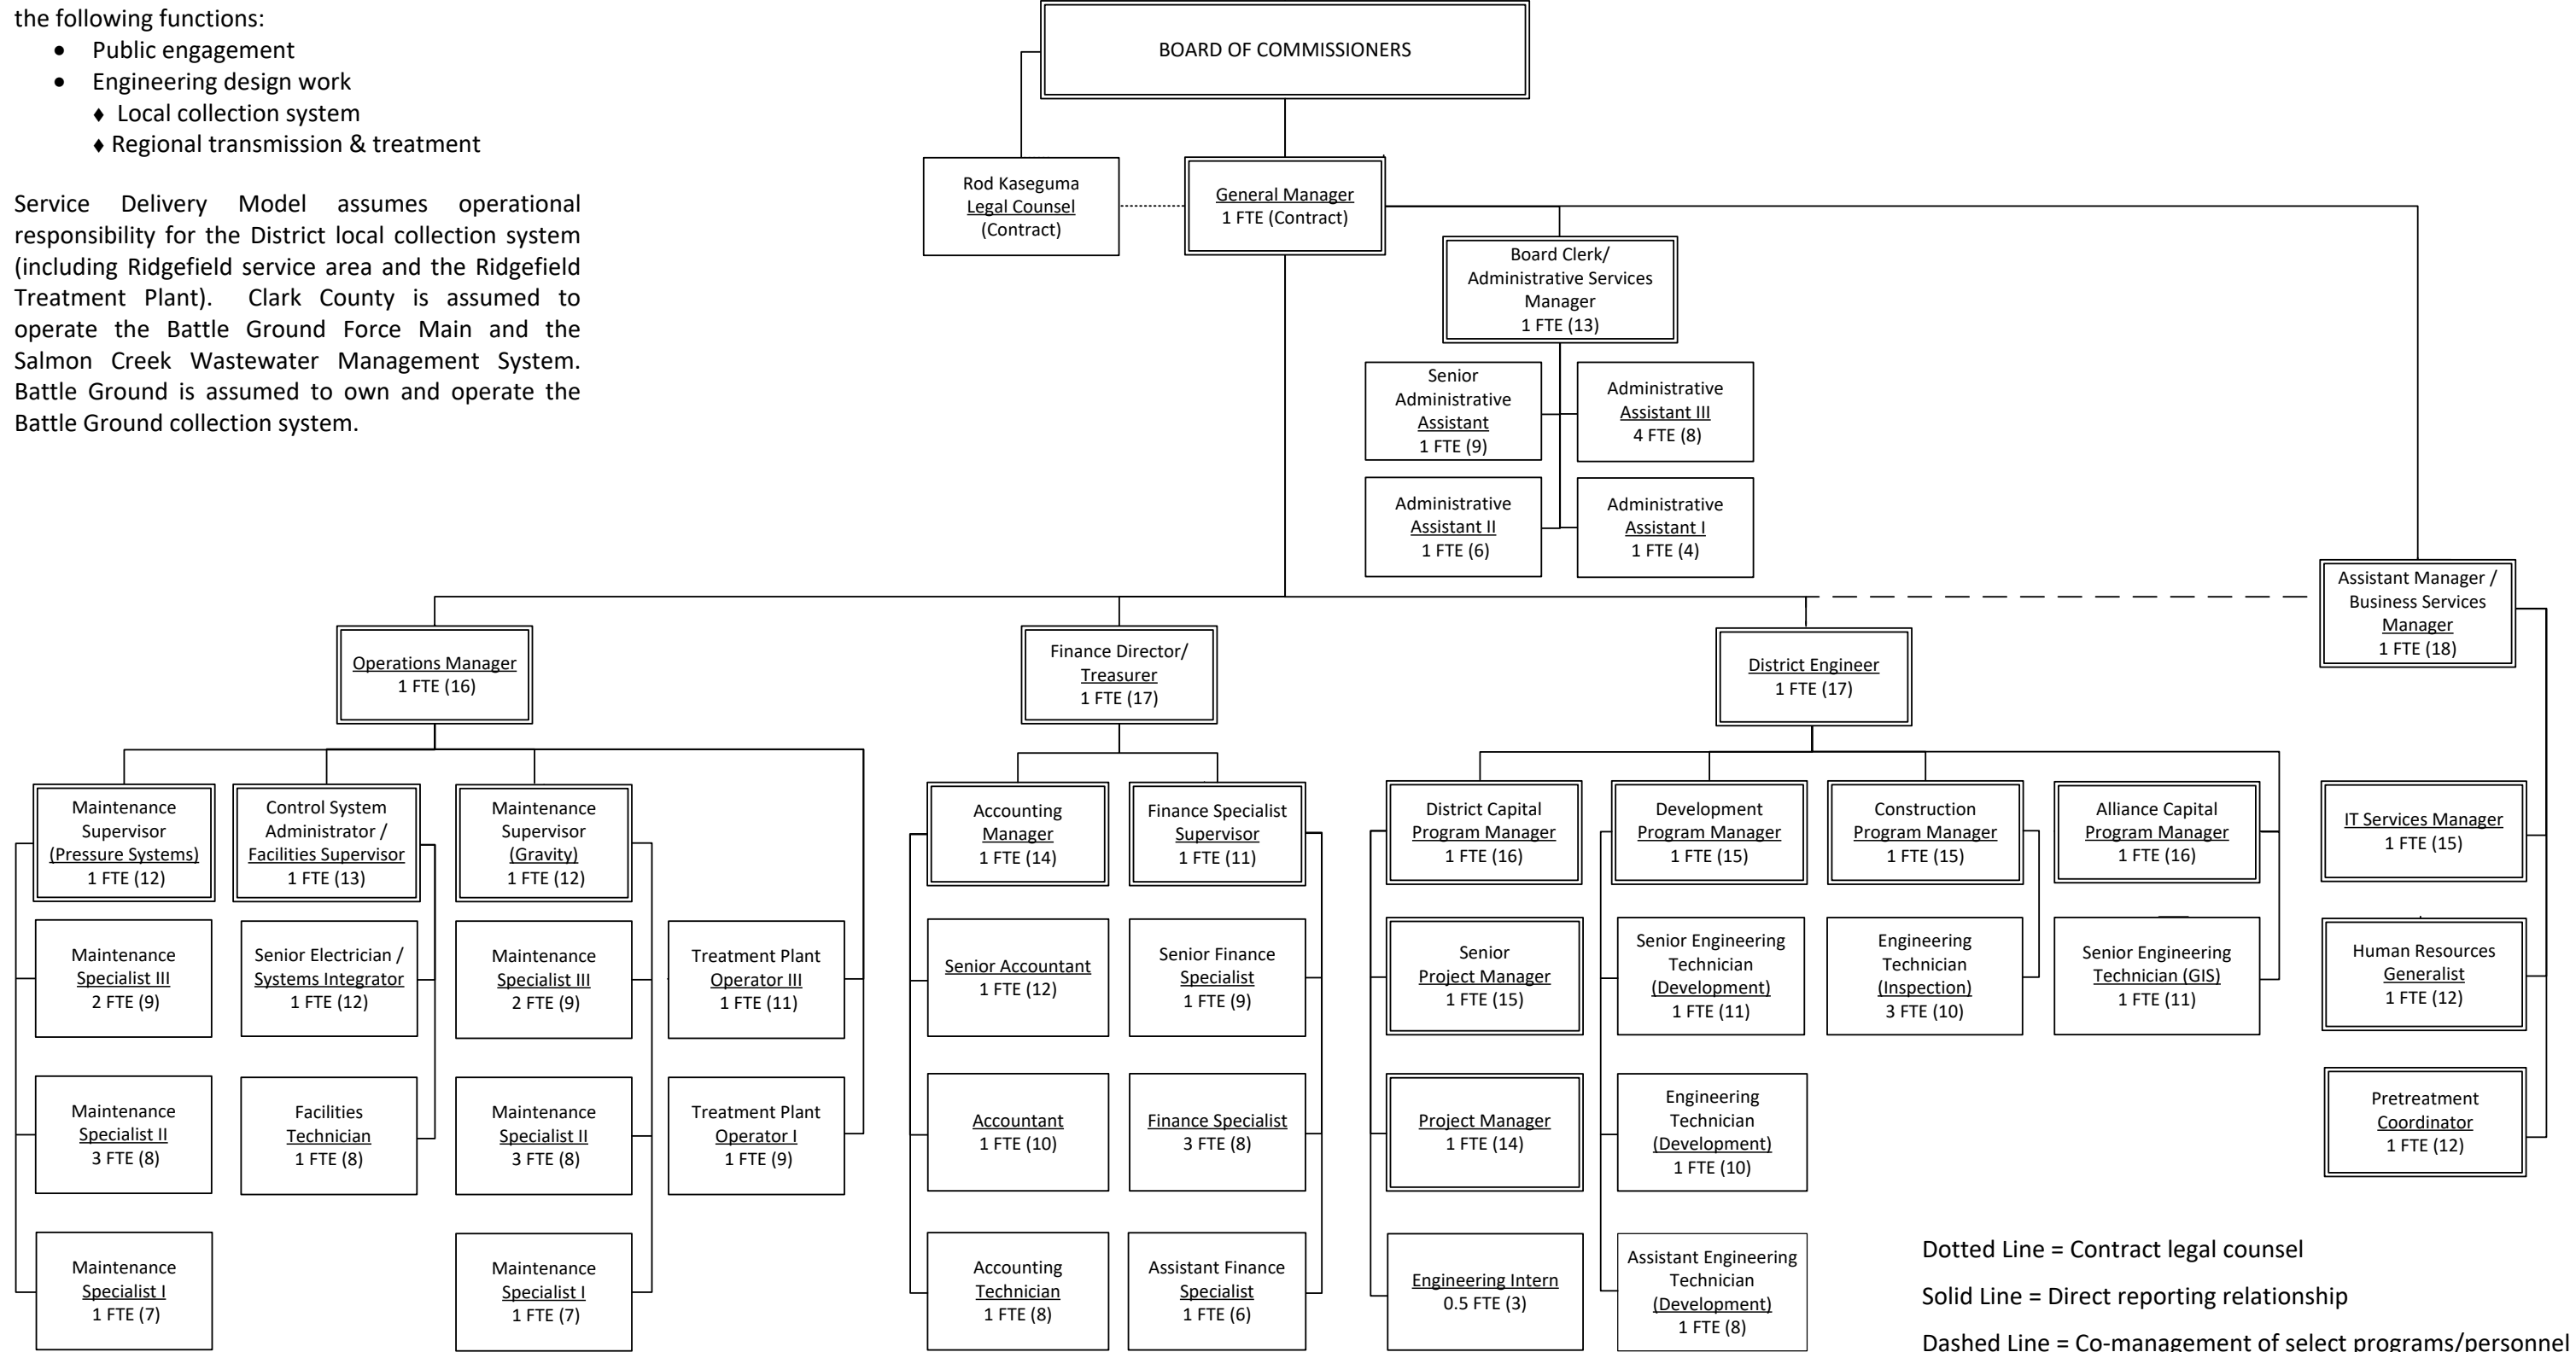 the following functions:
• Public engagement
• Engineering design work
♦ Local collection system
♦ Regional transmission & treatment
Service Delivery Model assumes operational
responsibility for the District local collection system
(including Ridgefield service area and the Ridgefield
Treatment Plant). Clark County is assumed to
operate the Battle Ground Force Main and the
Salmon Creek Wastewater Management System.
Battle Ground is assumed to own and operate the
Battle Ground collection system.
BOARD OF COMMISSIONERS
Rod Kaseguma
Legal Counsel
(Contract)
General Manager
1 FTE (Contract)
Board Clerk/
Administrative Services
Manager
1 FTE (13)
Senior
Administrative
Assistant
1 FTE (9)
Administrative
Assistant III
4 FTE (8)
Administrative
Assistant II
1 FTE (6)
Administrative
Assistant I
1 FTE (4)
Assistant Manager /
Business Services
Manager
1 FTE (18)
Operations Manager
1 FTE (16)
Finance Director/
Treasurer
1 FTE (17)
District Engineer
1 FTE (17)
Maintenance
Supervisor
(Pressure Systems)
1 FTE (12)
Control System
Administrator /
Facilities Supervisor
1 FTE (13)
Maintenance
Supervisor
(Gravity)
1 FTE (12)
Accounting
Manager
1 FTE (14)
Finance Specialist
Supervisor
1 FTE (11)
District Capital
Program Manager
1 FTE (16)
Development
Program Manager
1 FTE (15)
Construction
Program Manager
1 FTE (15)
Alliance Capital
Program Manager
1 FTE (16)
IT Services Manager
1 FTE (15)
Maintenance
Specialist III
2 FTE (9)
Senior Electrician /
Systems Integrator
1 FTE (12)
Maintenance
Specialist III
2 FTE (9)
Treatment Plant
Operator III
1 FTE (11)
Senior Accountant
1 FTE (12)
Senior Finance
Specialist
1 FTE (9)
Senior
Project Manager
1 FTE (15)
Senior Engineering
Technician
(Development)
1 FTE (11)
Engineering
Technician
(Inspection)
3 FTE (10)
Senior Engineering
Technician (GIS)
1 FTE (11)
Human Resources
Generalist
1 FTE (12)
Maintenance
Specialist II
3 FTE (8)
Facilities
Technician
1 FTE (8)
Maintenance
Specialist II
3 FTE (8)
Treatment Plant
Operator I
1 FTE (9)
Accountant
1 FTE (10)
Finance Specialist
3 FTE (8)
Project Manager
1 FTE (14)
Engineering
Technician
(Development)
1 FTE (10)
Pretreatment
Coordinator
1 FTE (12)
Maintenance
Specialist I
1 FTE (7)
Maintenance
Specialist I
1 FTE (7)
Accounting
Technician
1 FTE (8)
Assistant Finance
Specialist
1 FTE (6)
Engineering Intern
0.5 FTE (3)
Assistant Engineering
Technician
(Development)
1 FTE (8)
Dotted Line = Contract legal counsel
Solid Line = Direct reporting relationship
Dashed Line = Co-management of select programs/personnel